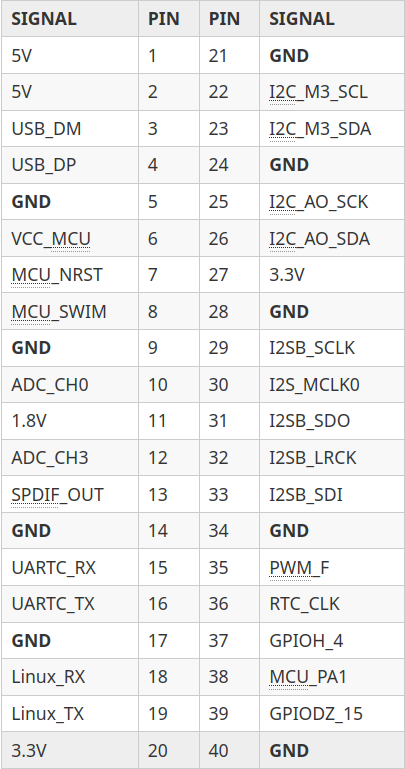 SIGNAL PIN PIN SIGNAL
5V 1 21 GND
5V 2 22 I2C_M3_SCL
USB_DM 3 23 I2C_M3_SDA
USB_DP 4 24 GND
GND 5 25 I2C_AO_SCK
VCC_MCU 6 26 I2C_AO_SDA
MCU_NRST 7 27 3.3V
MCU_SWIM 8 28 GND
GND 9 29 I2SB_SCLK
ADC_CH0 10 30 I2S_MCLK0
1.8V 11 31 I2SB_SDO
ADC_CH3 12 32 I2SB_LRCK
SPDIF_OUT 13 33 I2SB_SDI
GND 14 34 GND
UARTC_RX 15 35 PWM_F
UARTC_TX 16 36 RTC_CLK
GND 17 37 GPIOH_4
Linux_RX 18 38 MCU_PA1
Linux_TX 19 39 GPIODZ_15
3.3V 20 40 GND